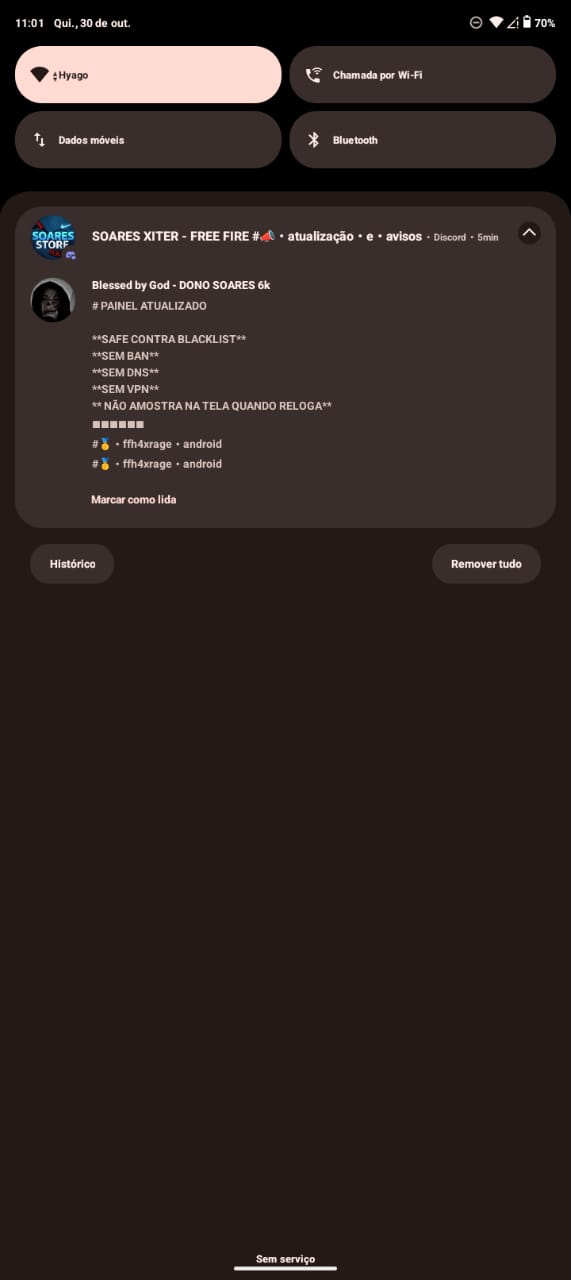 11:01 Qui., 30 de out. 70%
Hyago
Chamada por Wi-Fi
Dados móveis
Bluetooth
SOARES STORE
SOARES XITER - FREE FIRE #📣・atualização・e・avisos • Discord • 5min
Blessed by God - DONO SOARES 6k
# PAINEL ATUALIZADO
**SAFE CONTRA BLACKLIST**
**SEM BAN**
**SEM DNS**
**SEM VPN**
** NÃO AMOSTRA NA TELA QUANDO RELOGA**
■■■■■■
#🥇・ffh4xrage・android
#🥇・ffh4xrage・android
Marcar como lida
Histórico
Remover tudo
Sem serviço